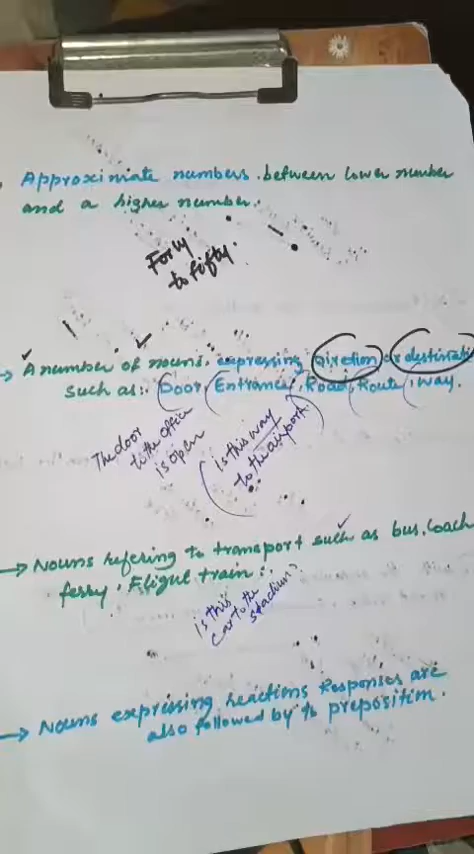 Approximate numbers. between lower number
and a higher number.
Forty
to fifty.
→ A number of nouns. expressing Direction or destinati
such as:. Door, Entrance, Road, Route, way.
The door
to the office
is open
is this way
to the airport.
→ Nouns refering to transport such as bus, Coach
ferry. Flight train.
is this
car to the
stadium?
→ Nouns expressing reactions Responses are
also followed by to preposition.